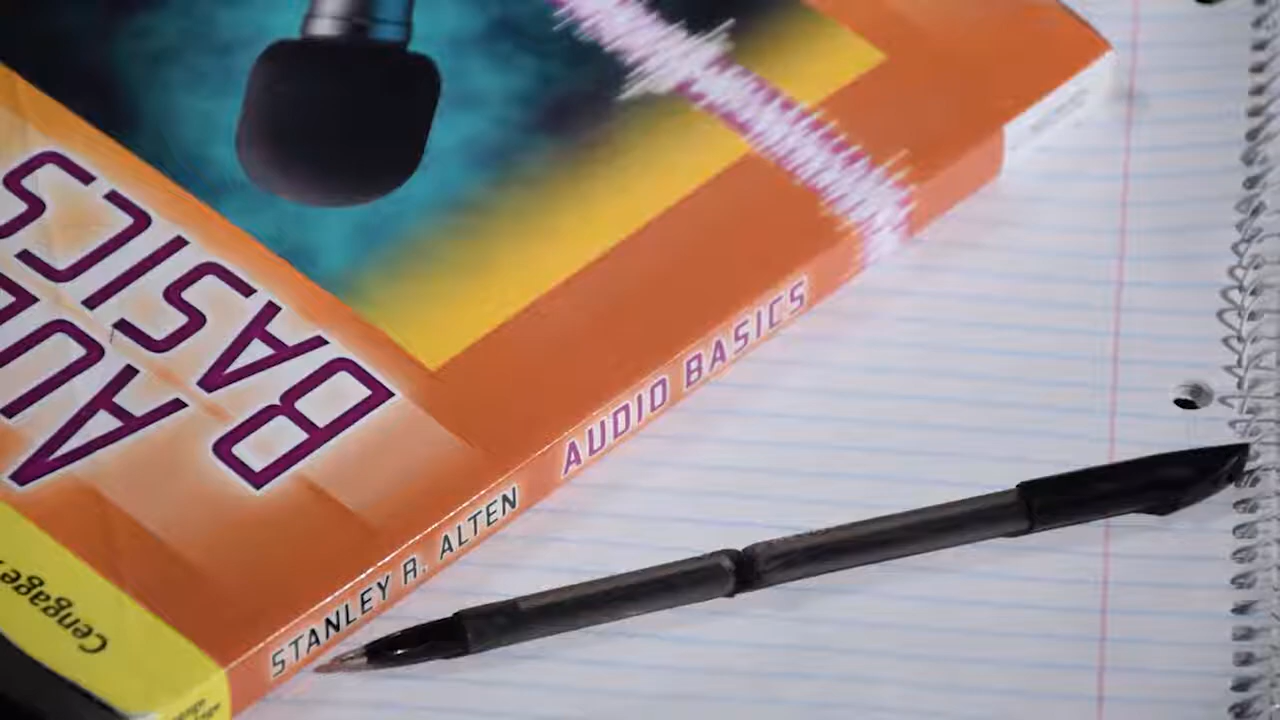 AUDIO
BASICS
STANLEY R. ALTEN AUDIO BASICS
Cengage